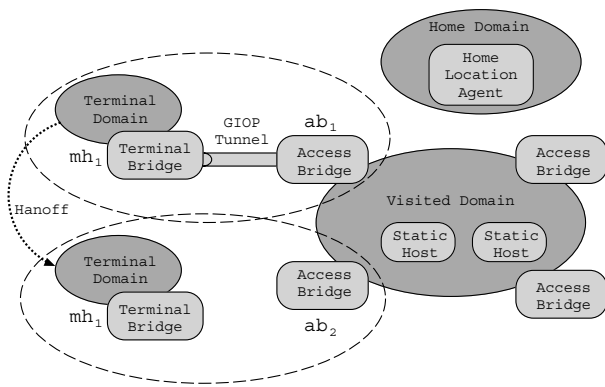 Home Domain
Home
Location
Agent
Terminal
Domain
GIOP
Tunnel
ab1
mh1
Terminal
Bridge
Access
Bridge
Access
Bridge
Visited Domain
Static
Host
Static
Host
Hanoff
Terminal
Domain
mh1
Terminal
Bridge
Access
Bridge
ab2
Access
Bridge